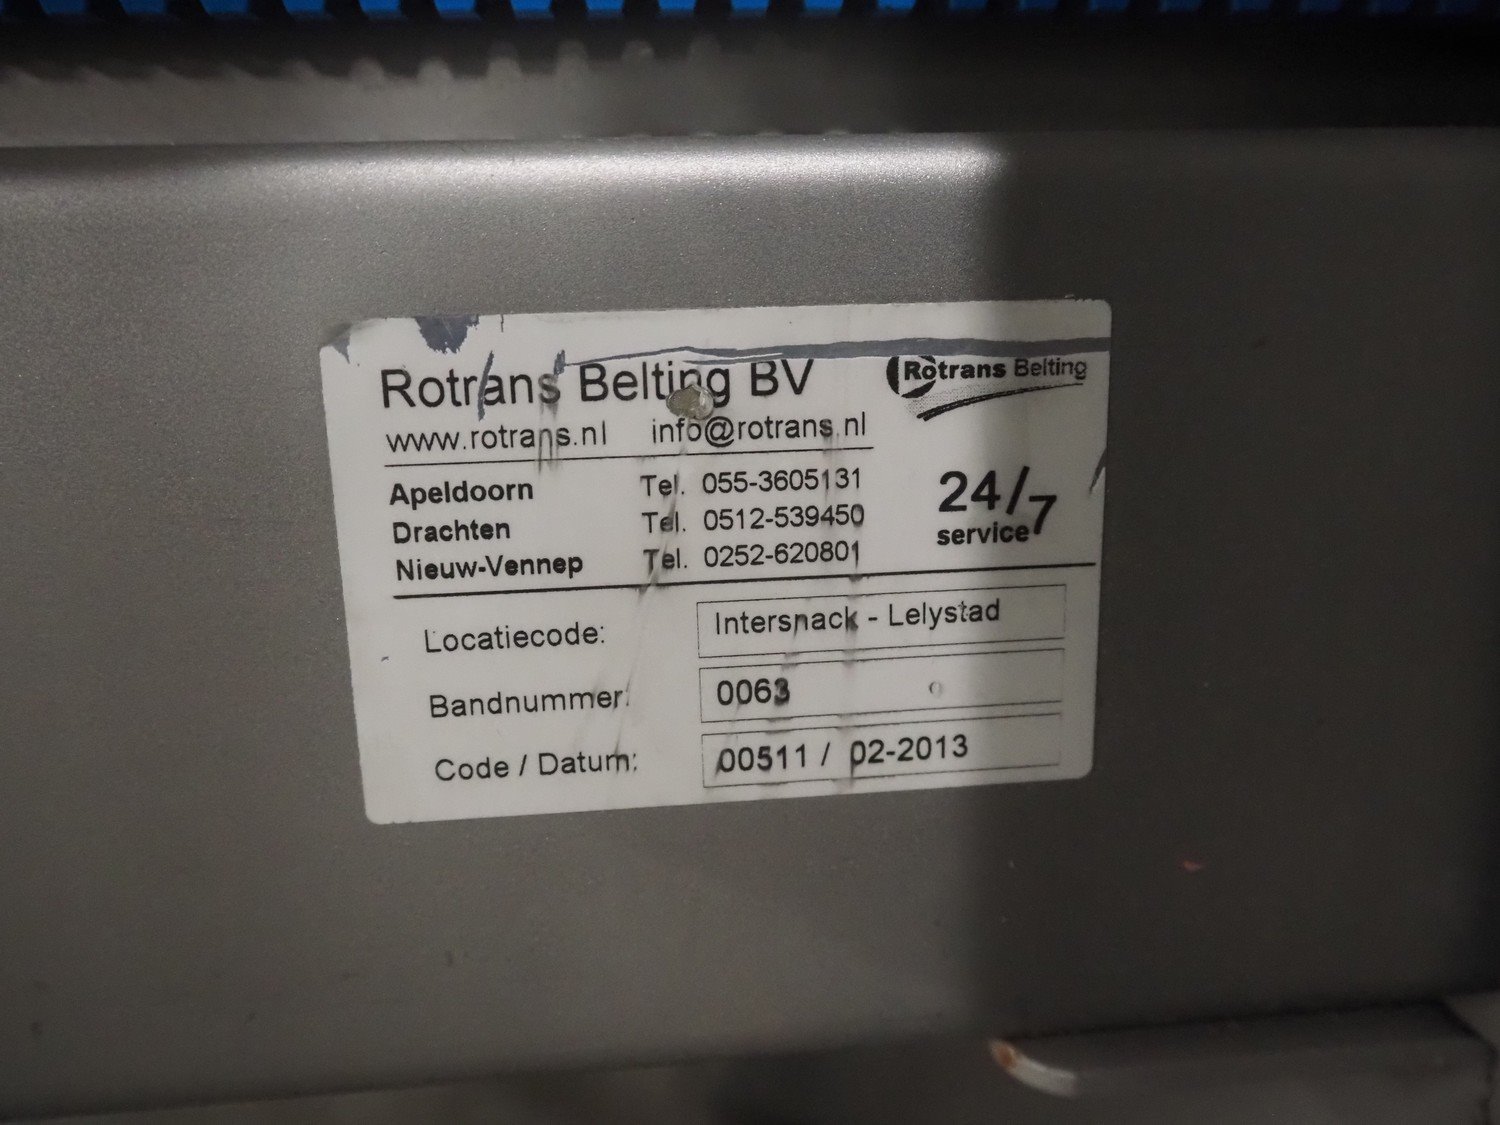 Rotrans Belting BV
Rotrans Belting
www.rotrans.nl info@rotrans.nl
Apeldoorn Tel. 055-3605131
Drachten Tel. 0512-539450
Nieuw-Vennep Tel. 0252-620801
24/7
service
Locatiecode: Intersnack - Lelystad
Bandnummer: 0063
Code / Datum: 00511 / 02-2013